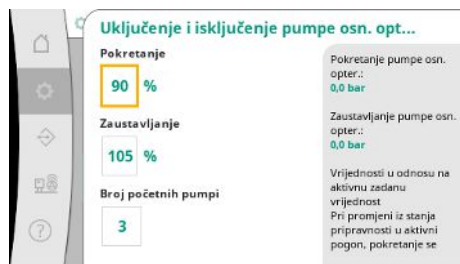 Uključenje i isključenje pumpe osn. opt...
Pokretanje
90 %
Zaustavljanje
105 %
Broj početnih pumpi
3
Pokretanje pumpe osn.
opter.:
0,0 bar
Zaustavljanje pumpe osn.
opter.:
0,0 bar
Vrijednosti u odnosu na
aktivnu zadanu
vrijednost
Pri promjeni iz stanja
pripravnosti u aktivni
pogon, pokretanje se